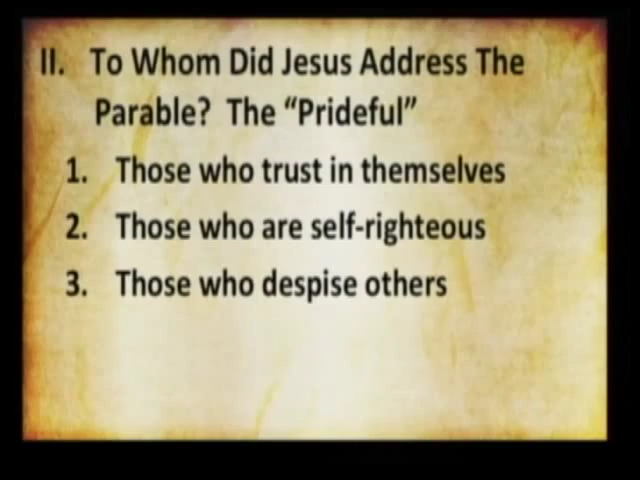 II. To Whom Did Jesus Address The
Parable? The “Prideful”
1. Those who trust in themselves
2. Those who are self-righteous
3. Those who despise others